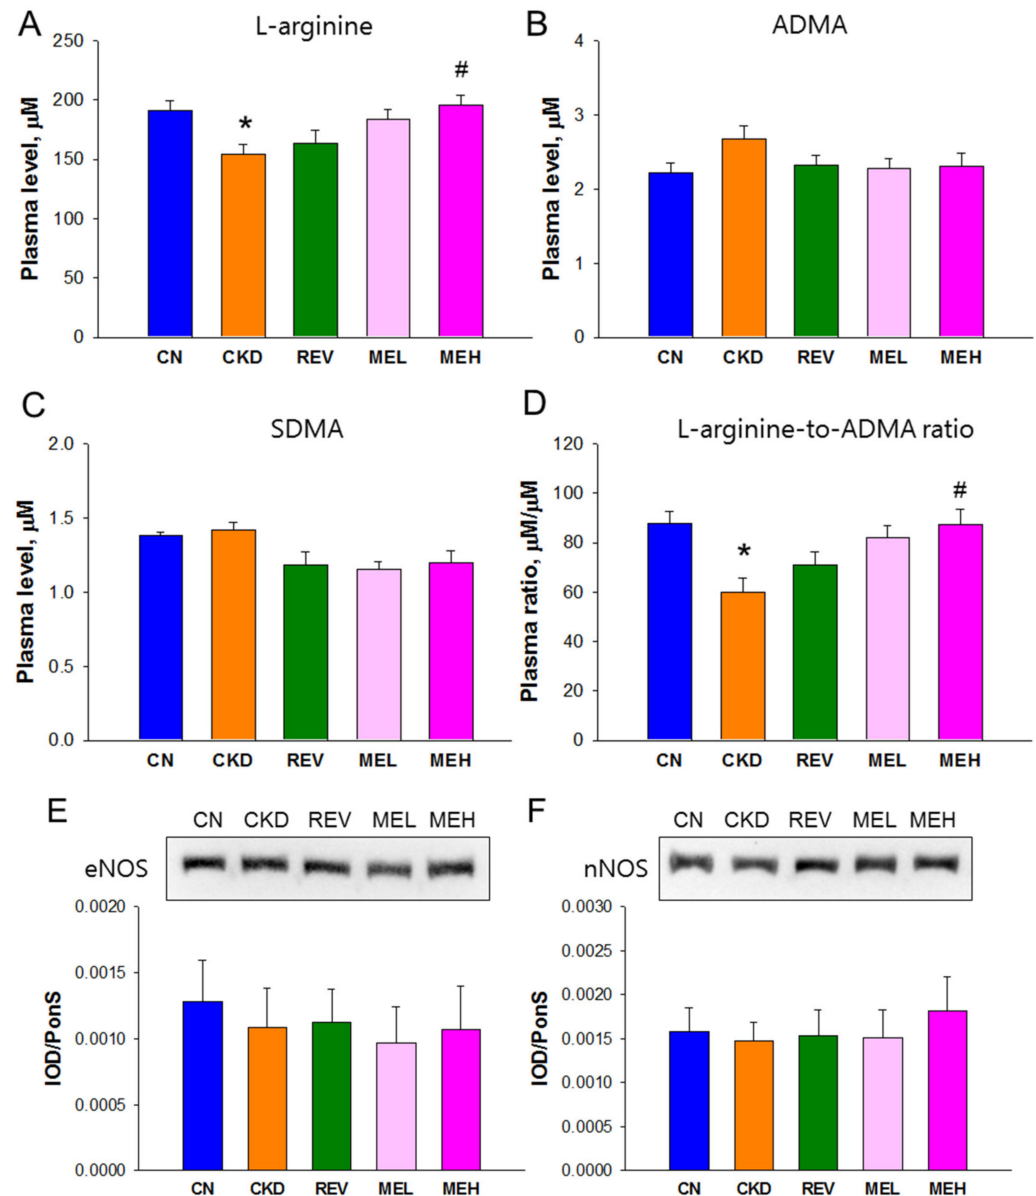 A
L-arginine
Plasma level, μM
250
200
150
100
50
0
*
#
CN CKD REV MEL MEH
B
ADMA
Plasma level, μM
4
3
2
1
0
CN CKD REV MEL MEH
C
SDMA
Plasma level, μM
2.0
1.5
1.0
0.5
0.0
CN CKD REV MEL MEH
D
L-arginine-to-ADMA ratio
Plasma ratio, μM/μM
120
100
80
60
40
20
0
*
#
CN CKD REV MEL MEH
E
CN CKD REV MEL MEH
eNOS
IOD/PonS
0.0020
0.0015
0.0010
0.0005
0.0000
CN CKD REV MEL MEH
F
CN CKD REV MEL MEH
nNOS
IOD/PonS
0.0030
0.0025
0.0020
0.0015
0.0010
0.0005
0.0000
CN CKD REV MEL MEH